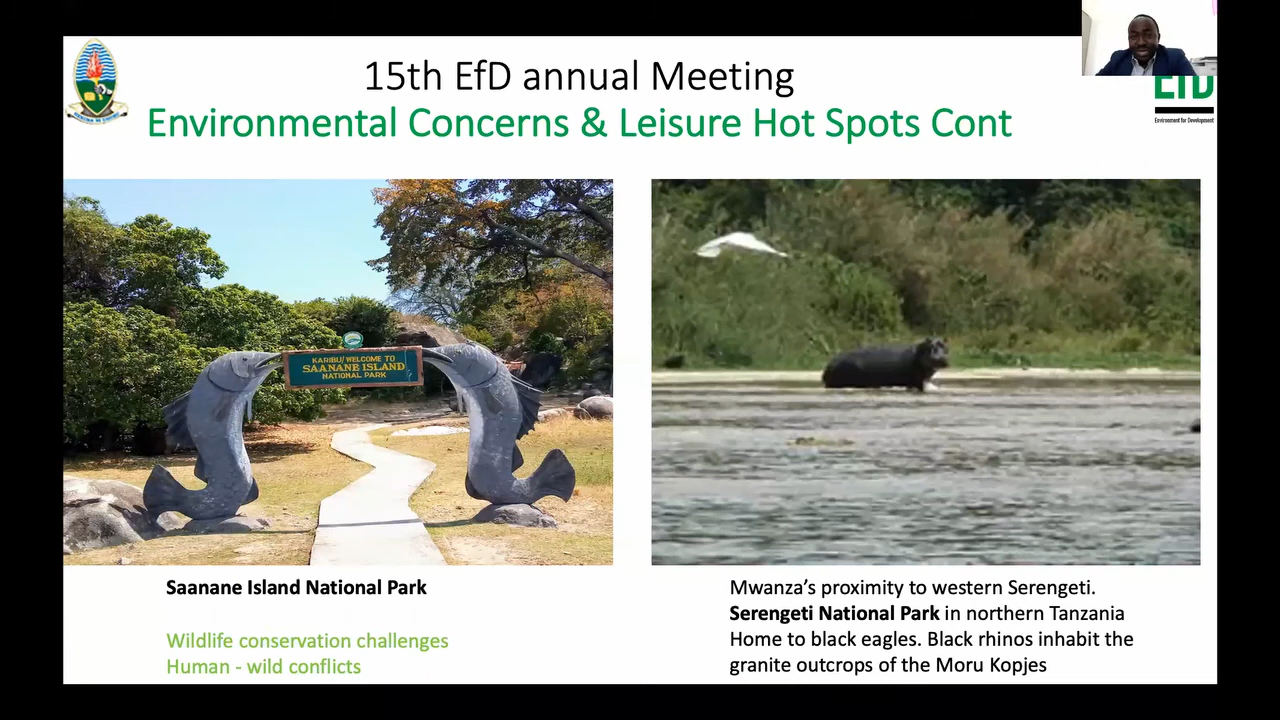 15th EfD annual Meeting
Environmental Concerns & Leisure Hot Spots Cont
EfD
Environment for Development
KARIBU/WELCOME TO
SAANANE ISLAND
NATIONAL PARK
Saanane Island National Park
Wildlife conservation challenges
Human - wild conflicts
Mwanza’s proximity to western Serengeti.
Serengeti National Park in northern Tanzania
Home to black eagles. Black rhinos inhabit the
granite outcrops of the Moru Kopjes